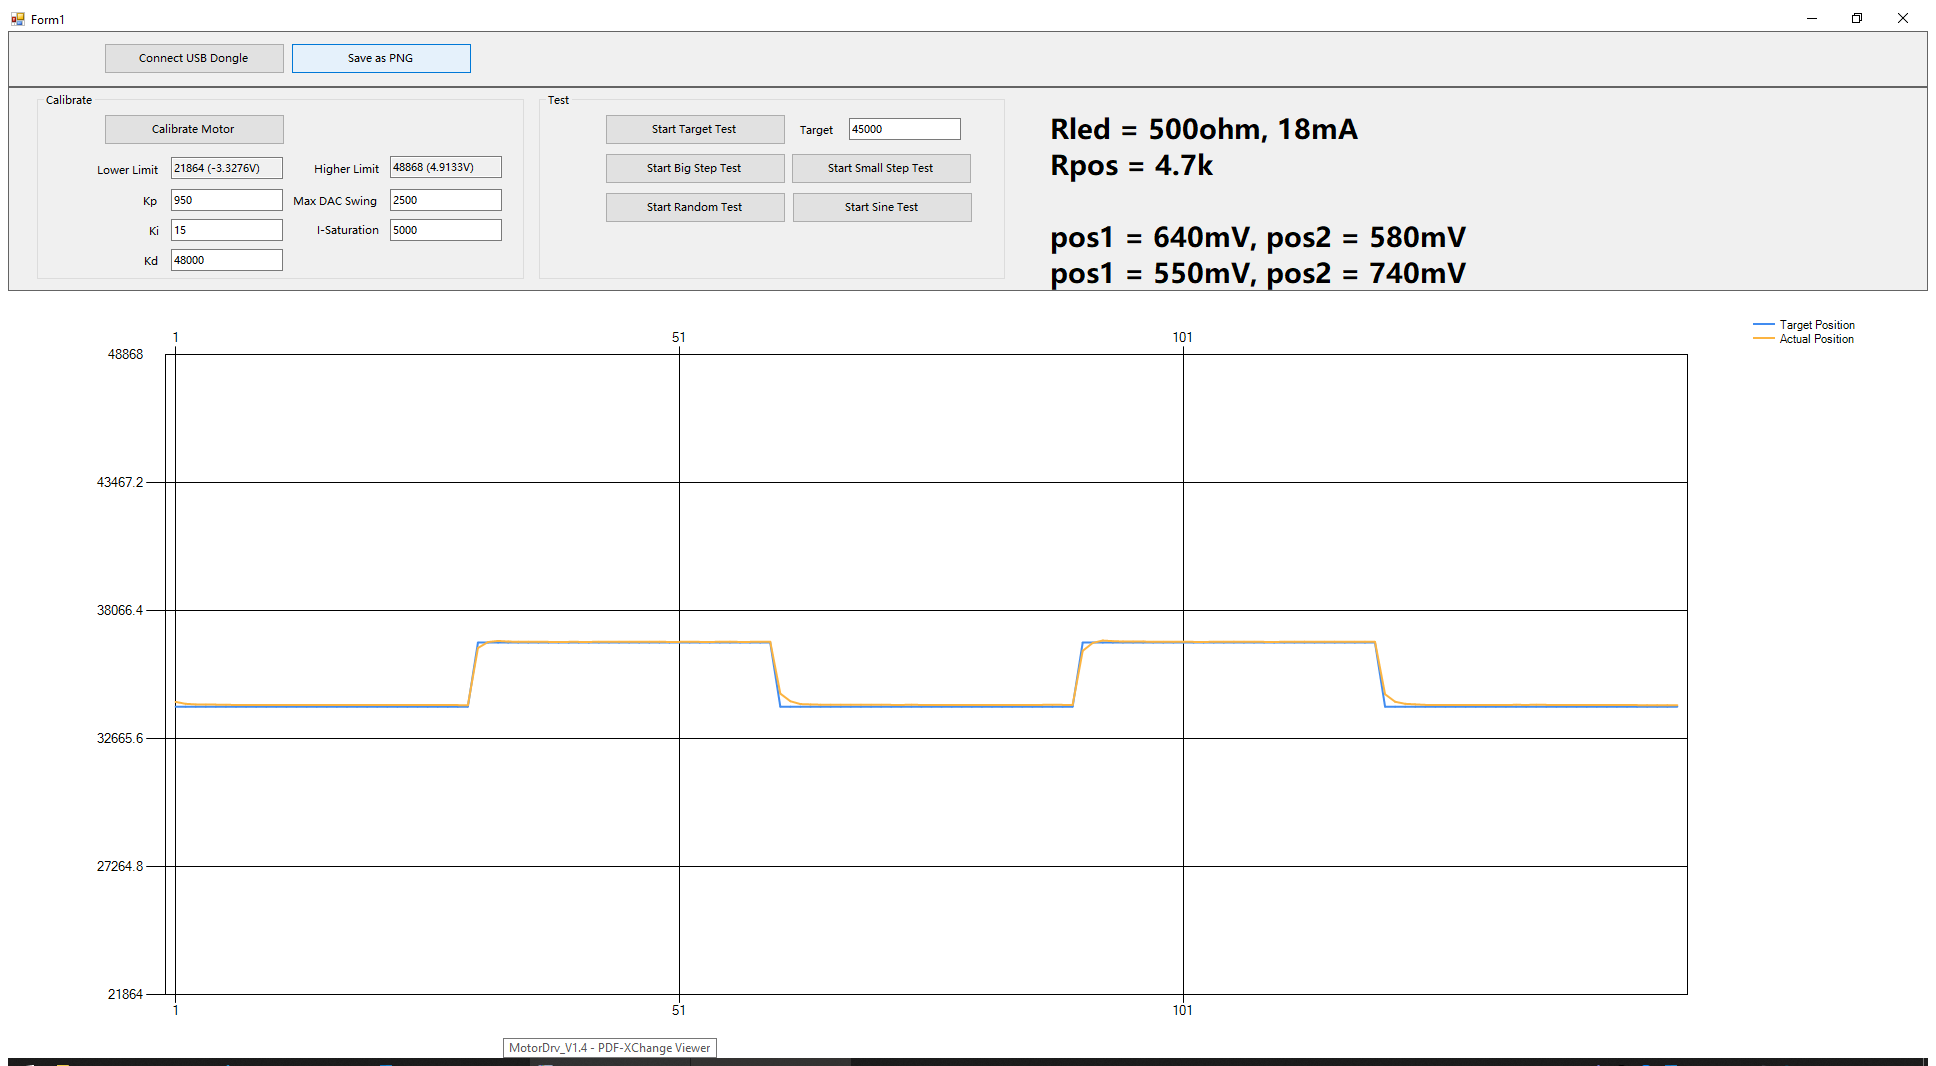 Form1
Connect USB Dongle
Save as PNG
Calibrate
Calibrate Motor
Lower Limit 21864 (-3.3276V) Higher Limit 48868 (4.9133V)
Kp 950 Max DAC Swing 2500
Ki 15 I-Saturation 5000
Kd 48000
Test
Start Target Test Target 45000
Start Big Step Test Start Small Step Test
Start Random Test Start Sine Test
Rled = 500ohm, 18mA
Rpos = 4.7k
pos1 = 640mV, pos2 = 580mV
pos1 = 550mV, pos2 = 740mV
Target Position
Actual Position
1 51 101
48868
43467.2
38066.4
32665.6
27264.8
21864
1 51 101
MotorDrv_V1.4 - PDF-XChange Viewer